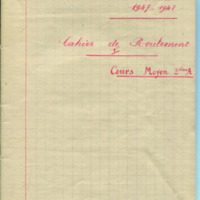 1947-1948
Cahier de Roulement
Cours Moyen 2ème A